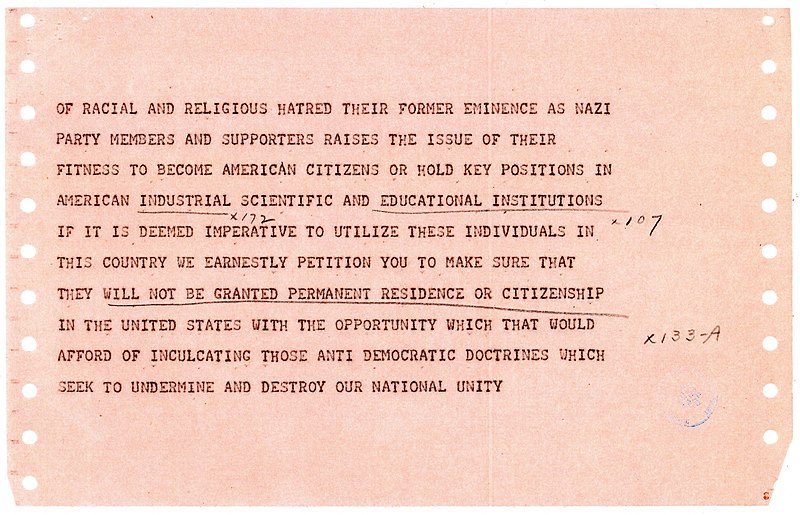 OF RACIAL AND RELIGIOUS HATRED THEIR FORMER EMINENCE AS NAZI
PARTY MEMBERS AND SUPPORTERS RAISES THE ISSUE OF THEIR
FITNESS TO BECOME AMERICAN CITIZENS OR HOLD KEY POSITIONS IN
AMERICAN INDUSTRIAL SCIENTIFIC AND EDUCATIONAL INSTITUTIONS
x172
x107
IF IT IS DEEMED IMPERATIVE TO UTILIZE THESE INDIVIDUALS IN
THIS COUNTRY WE EARNESTLY PETITION YOU TO MAKE SURE THAT
THEY WILL NOT BE GRANTED PERMANENT RESIDENCE OR CITIZENSHIP
IN THE UNITED STATES WITH THE OPPORTUNITY WHICH THAT WOULD
x133-A
AFFORD OF INCULCATING THOSE ANTI DEMOCRATIC DOCTRINES WHICH
SEEK TO UNDERMINE AND DESTROY OUR NATIONAL UNITY